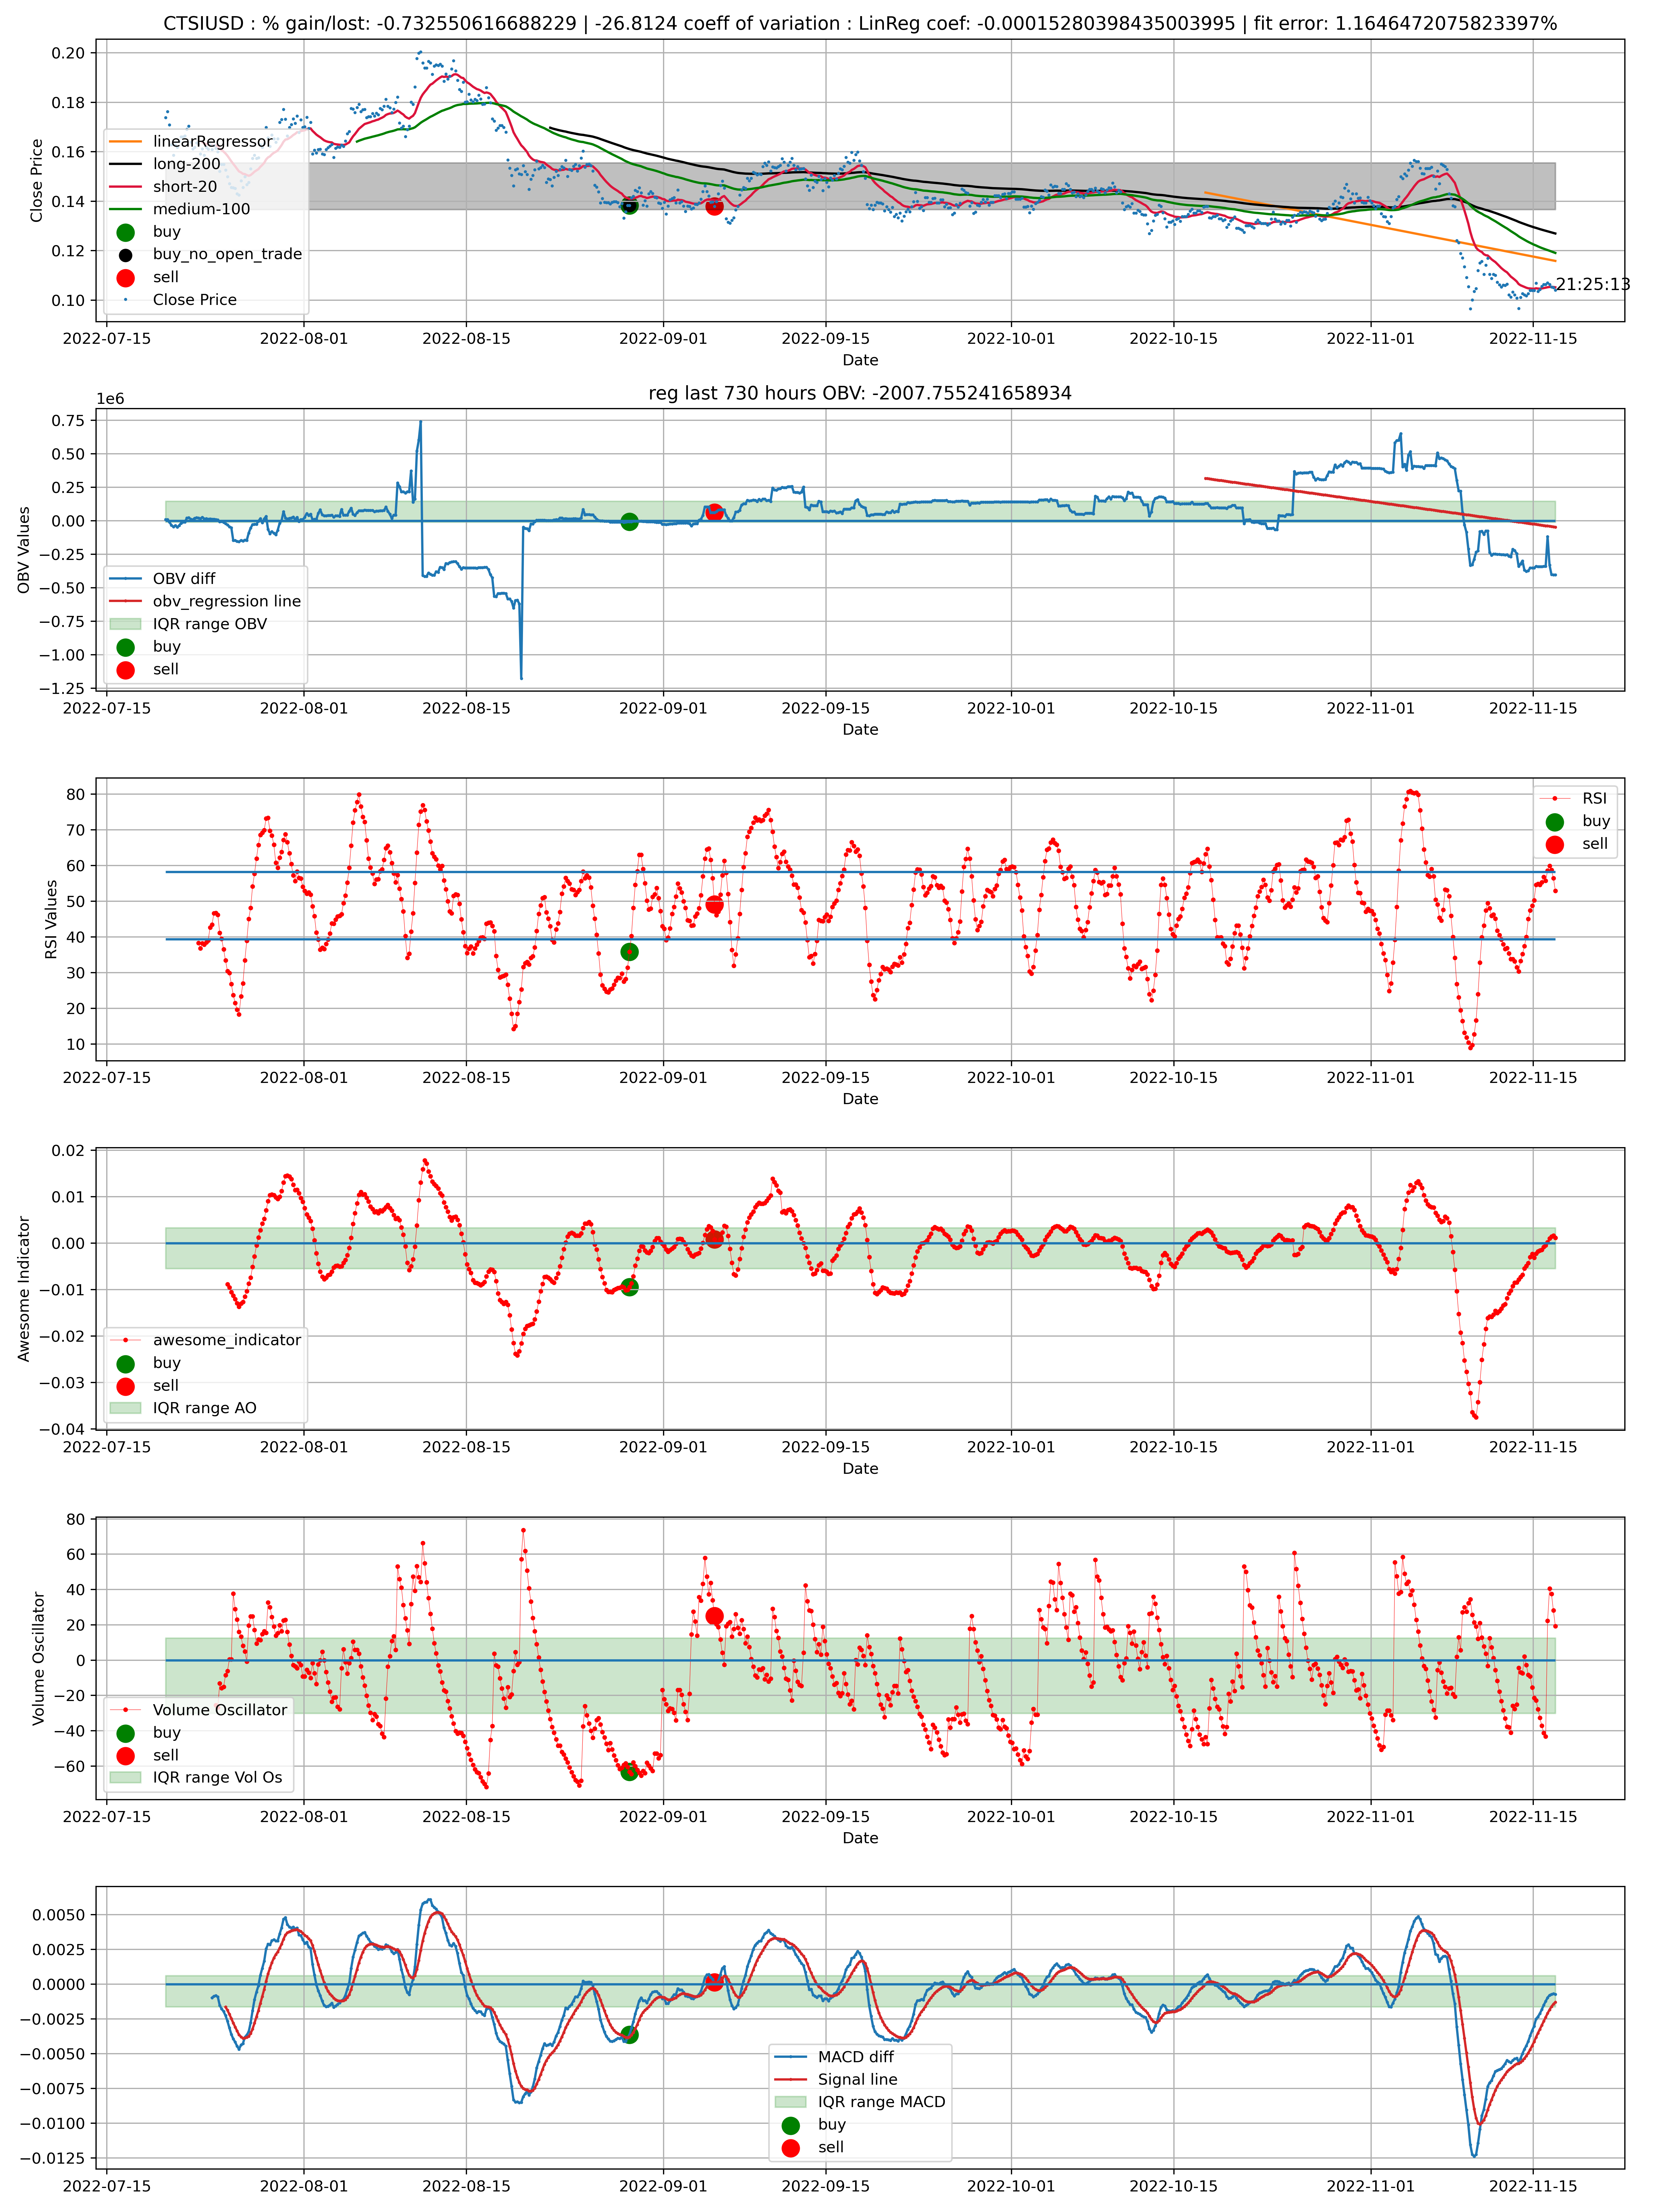 CTSIUSD : % gain/lost: -0.732550616688229 | -26.8124 coeff of variation : LinReg coef: -0.00015280398435003995 | fit error: 1.1646472075823397%
Close Price
0.20
0.18
0.16
0.14
0.12
0.10
linearRegressor
long-200
short-20
medium-100
buy
buy_no_open_trade
sell
Close Price
21:25:13
2022-07-15 2022-08-01 2022-08-15 2022-09-01 2022-09-15 2022-10-01 2022-10-15 2022-11-01 2022-11-15
Date
reg last 730 hours OBV: -2007.755241658934
1e6
OBV Values
0.75
0.50
0.25
0.00
−0.25
−0.50
−0.75
−1.00
−1.25
OBV diff
obv_regression line
IQR range OBV
buy
sell
2022-07-15 2022-08-01 2022-08-15 2022-09-01 2022-09-15 2022-10-01 2022-10-15 2022-11-01 2022-11-15
Date
RSI Values
80
70
60
50
40
30
20
10
RSI
buy
sell
2022-07-15 2022-08-01 2022-08-15 2022-09-01 2022-09-15 2022-10-01 2022-10-15 2022-11-01 2022-11-15
Date
Awesome Indicator
0.02
0.01
0.00
−0.01
−0.02
−0.03
−0.04
awesome_indicator
buy
sell
IQR range AO
2022-07-15 2022-08-01 2022-08-15 2022-09-01 2022-09-15 2022-10-01 2022-10-15 2022-11-01 2022-11-15
Date
Volume Oscillator
80
60
40
20
0
−20
−40
−60
Volume Oscillator
buy
sell
IQR range Vol Os
2022-07-15 2022-08-01 2022-08-15 2022-09-01 2022-09-15 2022-10-01 2022-10-15 2022-11-01 2022-11-15
Date
0.0050
0.0025
0.0000
−0.0025
−0.0050
−0.0075
−0.0100
−0.0125
MACD diff
Signal line
IQR range MACD
buy
sell
2022-07-15 2022-08-01 2022-08-15 2022-09-01 2022-09-15 2022-10-01 2022-10-15 2022-11-01 2022-11-15